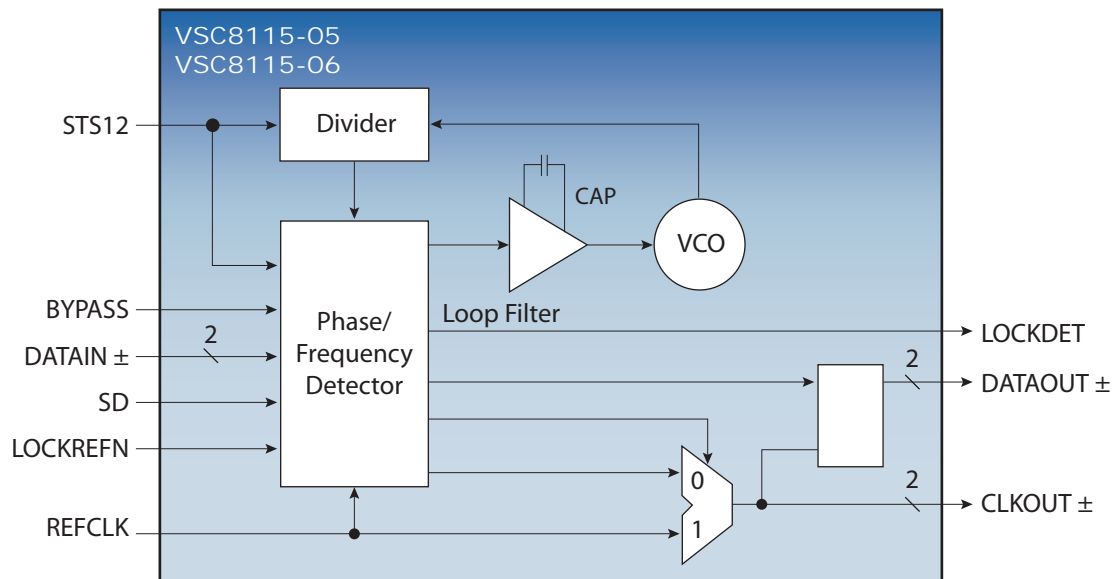 VSC8115-05
VSC8115-06
STS12
Divider
CAP
VCO
BYPASS
Loop Filter
2
DATAIN ±
Phase/
Frequency
Detector
LOCKDET
2
DATAOUT ±
SD
LOCKREFN
0
2
CLKOUT ±
REFCLK
1